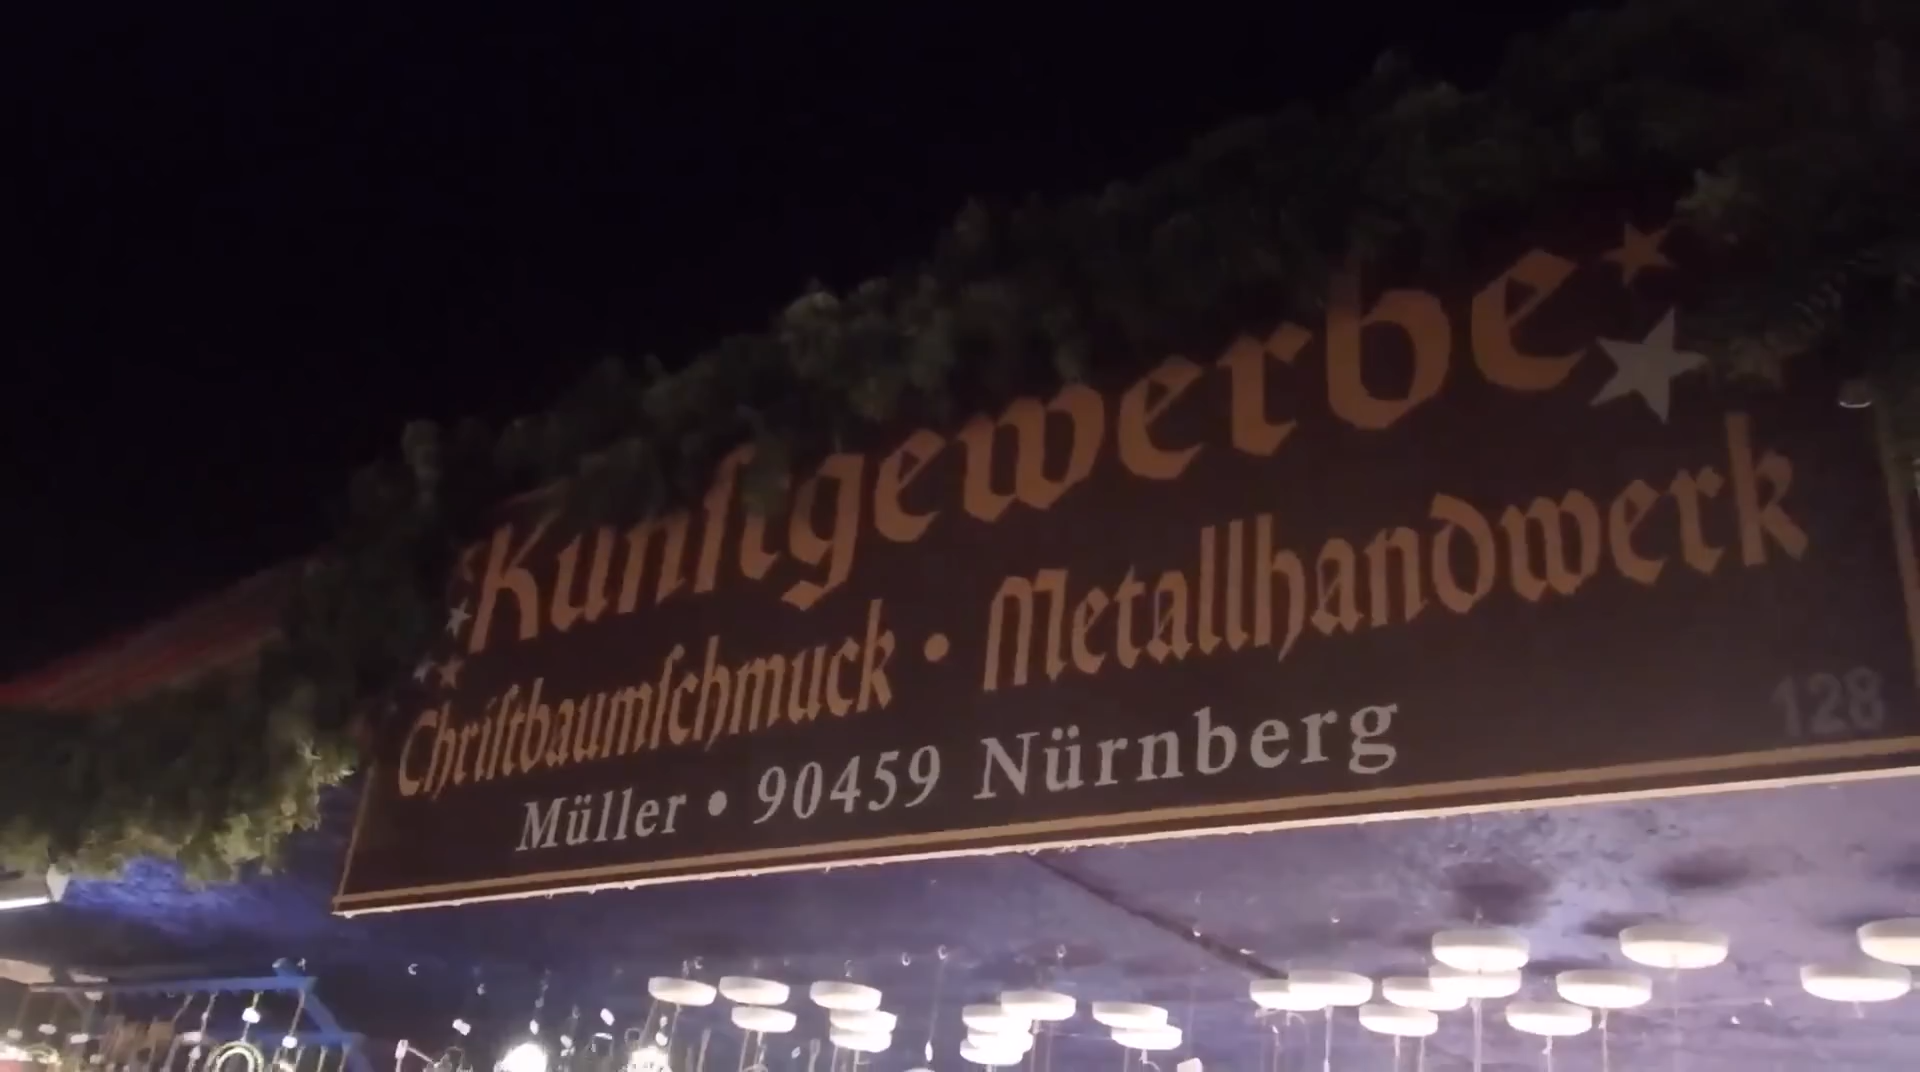 Kunſtgewerbe
Chriſtbaumſchmuck • Metallhandwerk
Müller • 90459 Nürnberg
128